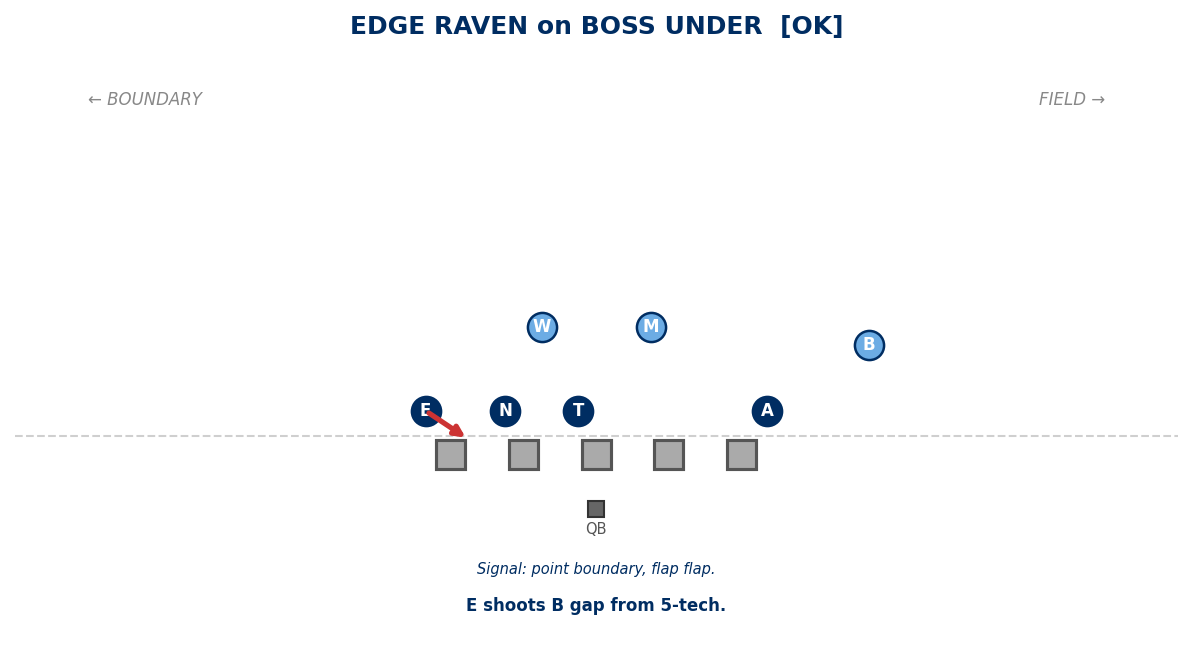 EDGE RAVEN on BOSS UNDER [OK]
← BOUNDARY
FIELD →
W
M
B
E
N
T
A
QB
Signal: point boundary, flap flap.
E shoots B gap from 5-tech.